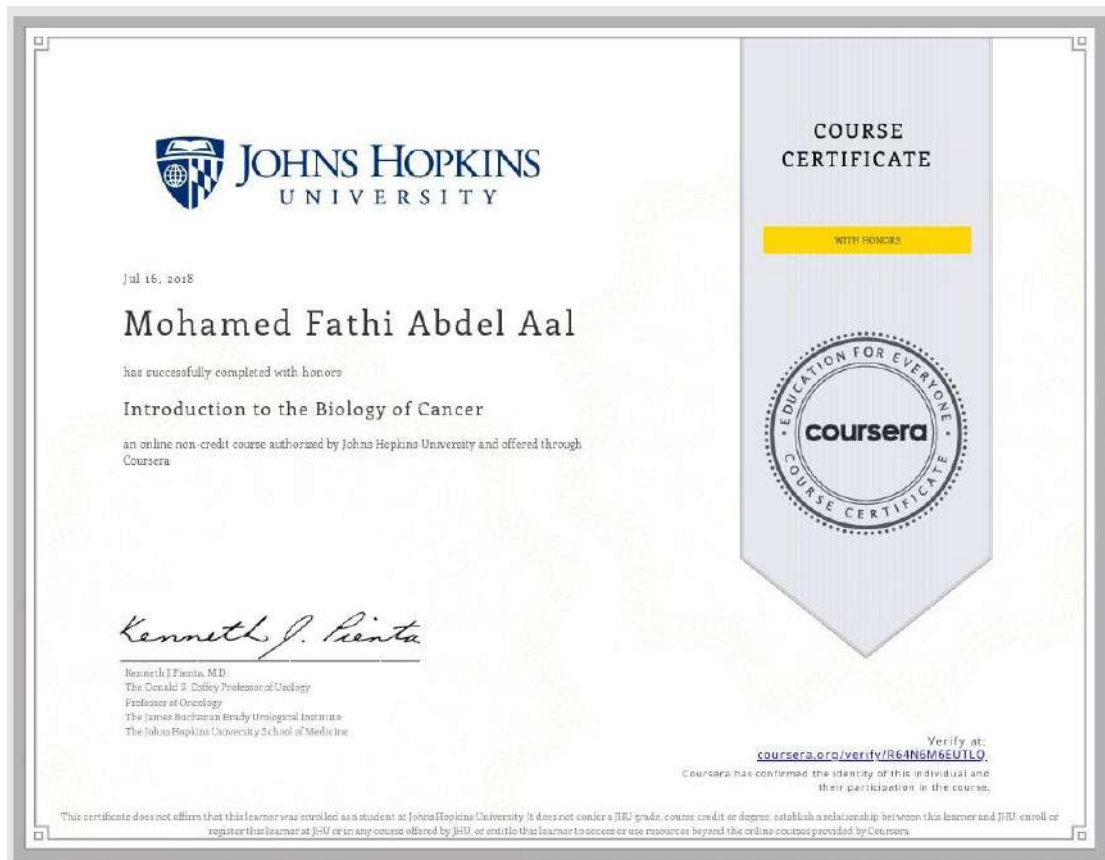 JOHNS HOPKINS
UNIVERSITY
COURSE
CERTIFICATE
WITH HONORS
Jul 16, 2018
Mohamed Fathi Abdel Aal
has successfully completed with honors
Introduction to the Biology of Cancer
an online non-credit course authorized by Johns Hopkins University and offered through
Coursera
EDUCATION FOR EVERYONE
coursera
COURSE CERTIFICATE
Kenneth J. Pienta
Kenneth J. Pienta, M.D.
The Donald S. Coffey Professor of Urology
Professor of Oncology
The James Buchanan Brady Urological Institute
The Johns Hopkins University School of Medicine
Verify at:
coursera.org/verify/R64N6M6EUTLQ
Coursera has confirmed the identity of this individual and
their participation in the course.
This certificate does not affirm that this learner was enrolled as a student at Johns Hopkins University. It does not confer a JHU grade, course credit or degree, establish a relationship between this learner and JHU, enroll or
register this learner at JHU or in any course offered by JHU, or entitle this learner to access or use resources beyond the online courses provided by Coursera.